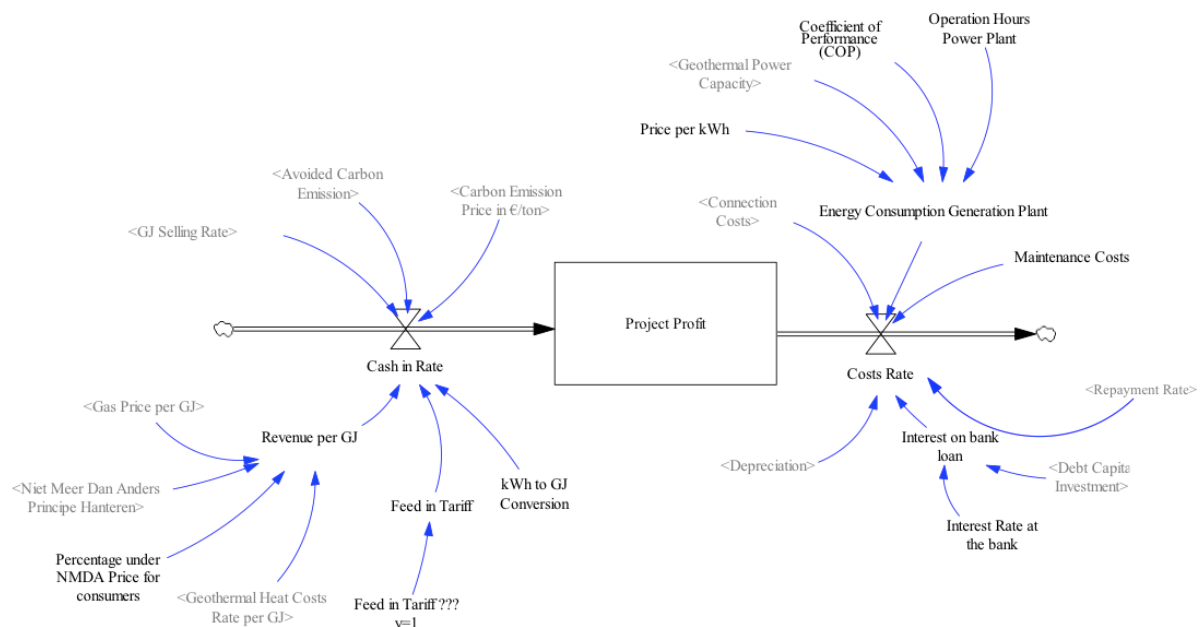 Coefficient of
Performance
(COP)
Operation Hours
Power Plant
<Geothermal Power
Capacity>
Price per kWh
<Avoided Carbon
Emission>
<Carbon Emission
Price in €/ton>
<GJ Selling Rate>
<Connection
Costs>
Energy Consumption Generation Plant
Maintenance Costs
Project Profit
Cash in Rate
Costs Rate
<Gas Price per GJ>
Revenue per GJ
<Repayment Rate>
Interest on bank
loan
<Depreciation>
<Debt Capita
Investment>
<Niet Meer Dan Anders
Principe Hanteren>
kWh to GJ
Conversion
Feed in Tariff
Interest Rate at
the bank
Percentage under
NMDA Price for
consumers
<Geothermal Heat Costs
Rate per GJ>
Feed in Tariff ???
v=1